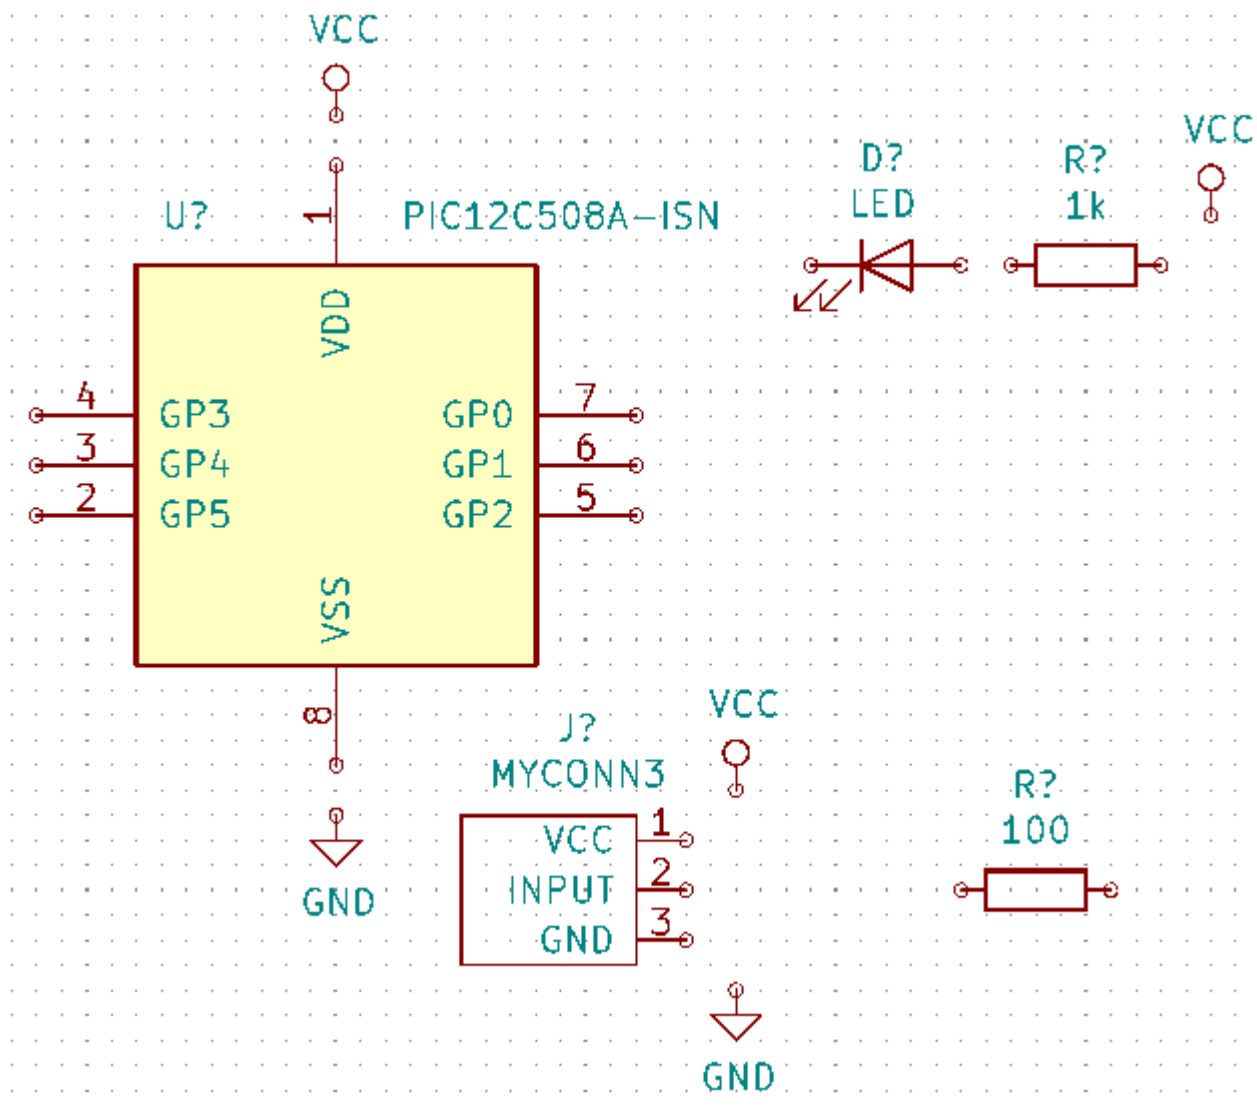 VCC
VCC
D?
R?
LED
1k
U?
1
PIC12C508A-ISN
VDD
4
GP3
GP0
7
3
GP4
GP1
6
2
GP5
GP2
5
VSS
8
GND
J?
MYCONN3
VCC
VCC
1
INPUT
2
GND
3
GND
R?
100